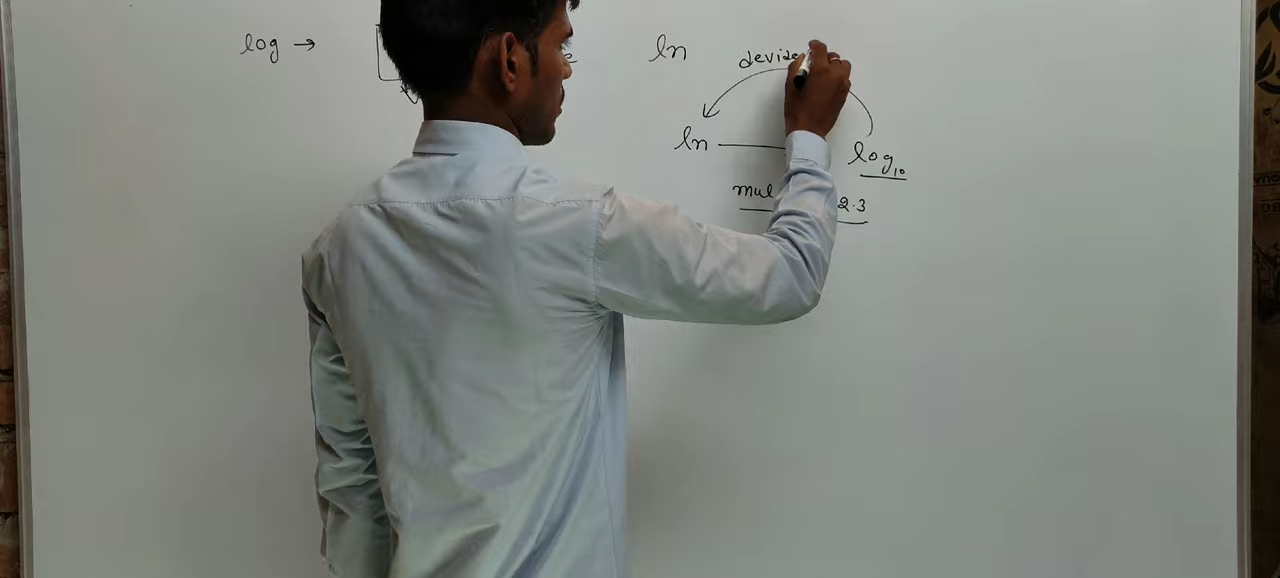 log → ln
devide
ln log₁₀
mul 2.3